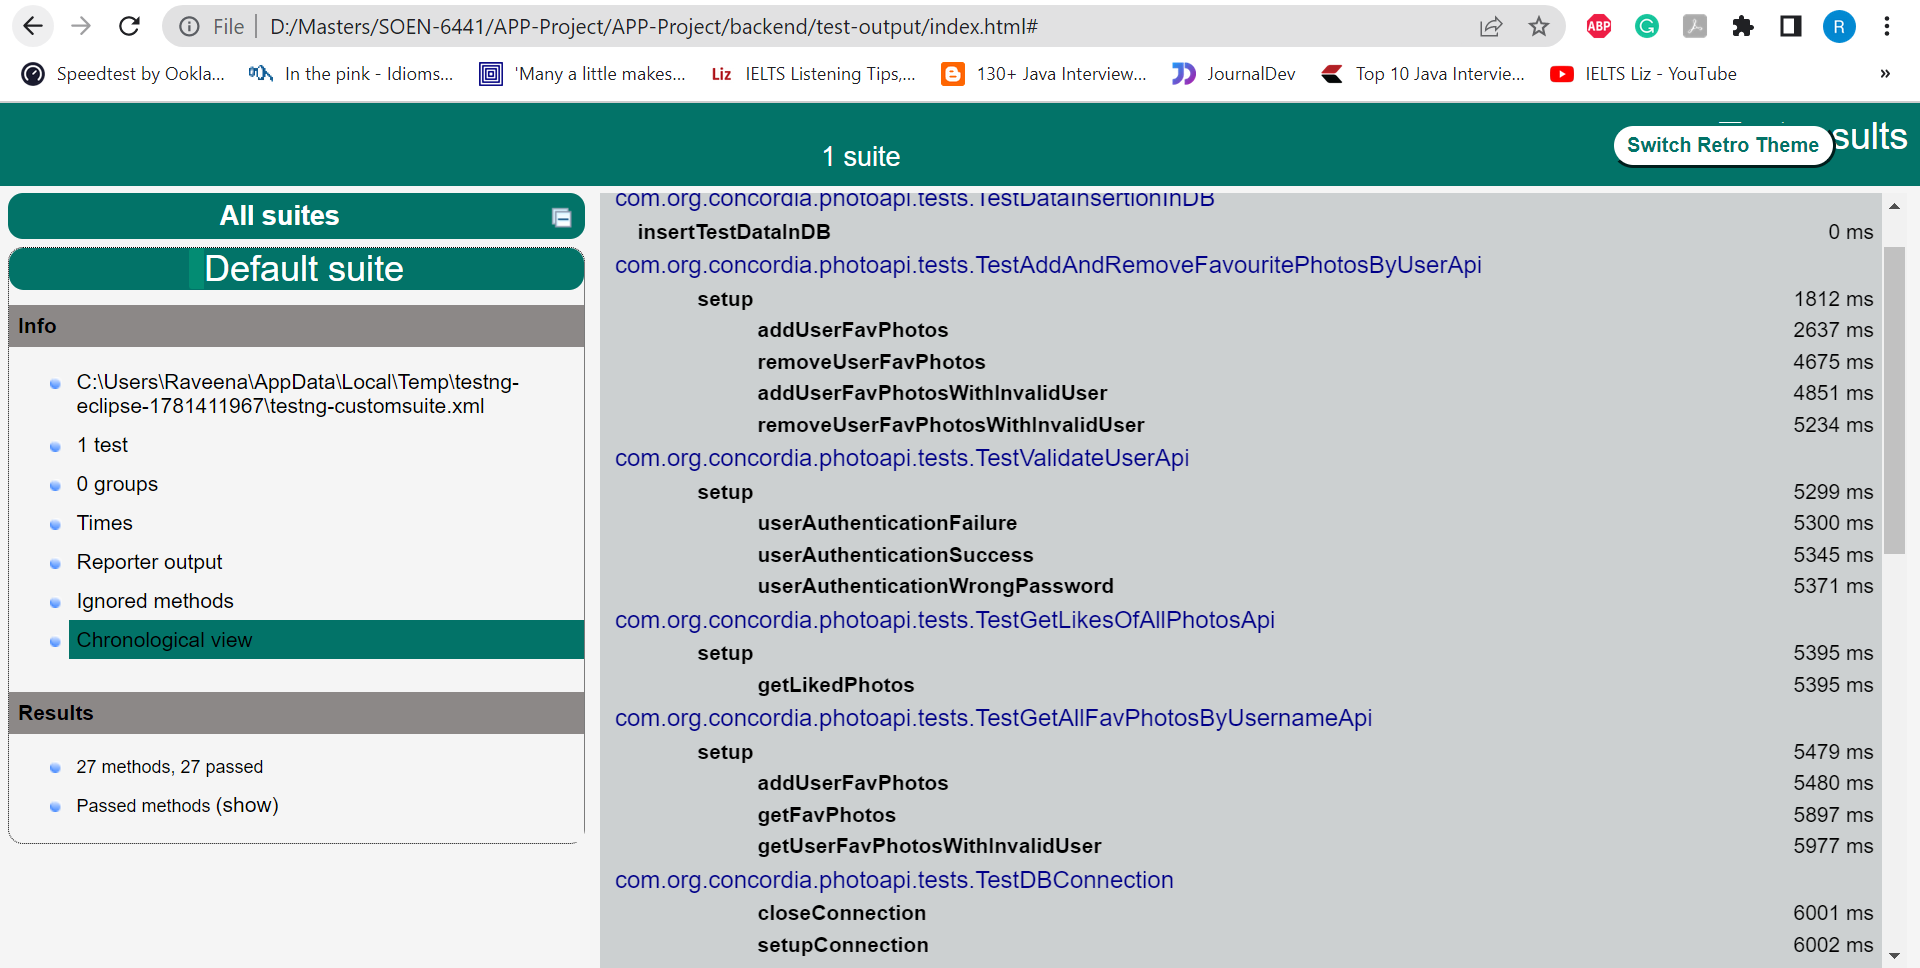 File | D:/Masters/SOEN-6441/APP-Project/APP-Project/backend/test-output/index.html#
ABP
G
R
Speedtest by Ookla...
In the pink - Idioms...
'Many a little makes...
Liz IELTS Listening Tips,...
130+ Java Interview...
JournalDev
Top 10 Java Intervie...
IELTS Liz - YouTube
»
1 suite
Switch Retro Theme
sults
All suites
Default suite
Info
C:\Users\Raveena\AppData\Local\Temp\testng-
eclipse-1781411967\testng-customsuite.xml
1 test
0 groups
Times
Reporter output
Ignored methods
Chronological view
Results
27 methods, 27 passed
Passed methods (show)
com.org.concordia.photoapi.tests.TestDataInsertionInDB
insertTestDataInDB 0 ms
com.org.concordia.photoapi.tests.TestAddAndRemoveFavouritePhotosByUserApi
setup 1812 ms
addUserFavPhotos 2637 ms
removeUserFavPhotos 4675 ms
addUserFavPhotosWithInvalidUser 4851 ms
removeUserFavPhotosWithInvalidUser 5234 ms
com.org.concordia.photoapi.tests.TestValidateUserApi
setup 5299 ms
userAuthenticationFailure 5300 ms
userAuthenticationSuccess 5345 ms
userAuthenticationWrongPassword 5371 ms
com.org.concordia.photoapi.tests.TestGetLikesOfAllPhotosApi
setup 5395 ms
getLikedPhotos 5395 ms
com.org.concordia.photoapi.tests.TestGetAllFavPhotosByUsernameApi
setup 5479 ms
addUserFavPhotos 5480 ms
getFavPhotos 5897 ms
getUserFavPhotosWithInvalidUser 5977 ms
com.org.concordia.photoapi.tests.TestDBConnection
closeConnection 6001 ms
setupConnection 6002 ms